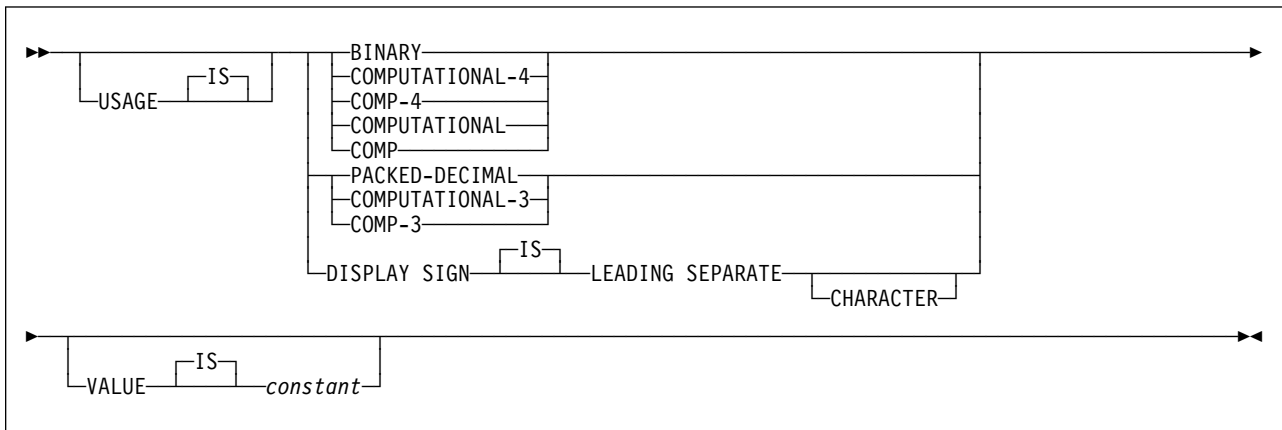 BINARY
IS COMPUTATIONAL-4
USAGE COMP-4
COMPUTATIONAL
COMP
PACKED-DECIMAL
COMPUTATIONAL-3
COMP-3
IS
DISPLAY SIGN LEADING SEPARATE
CHARACTER
IS
VALUE constant